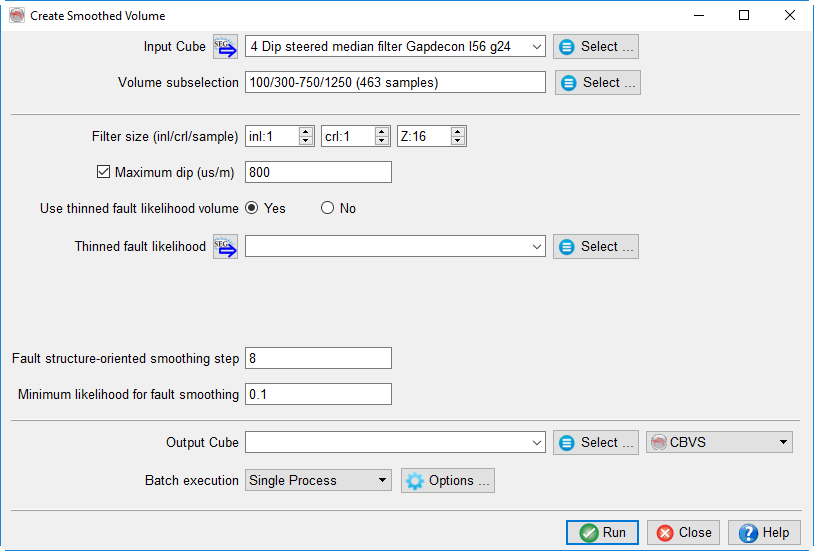 Create Smoothed Volume
Input Cube SEG 4 Dip steered median filter Gapdecon I56 g24 Select ...
Volume subselection 100/300-750/1250 (463 samples) Select ...
Filter size (inl/crl/sample) inl:1 crl:1 Z:16
Maximum dip (us/m) 800
Use thinned fault likelihood volume Yes No
Thinned fault likelihood SEG Select ...
Fault structure-oriented smoothing step 8
Minimum likelihood for fault smoothing 0.1
Output Cube Select ... CBVS
Batch execution Single Process Options ...
Run Close Help